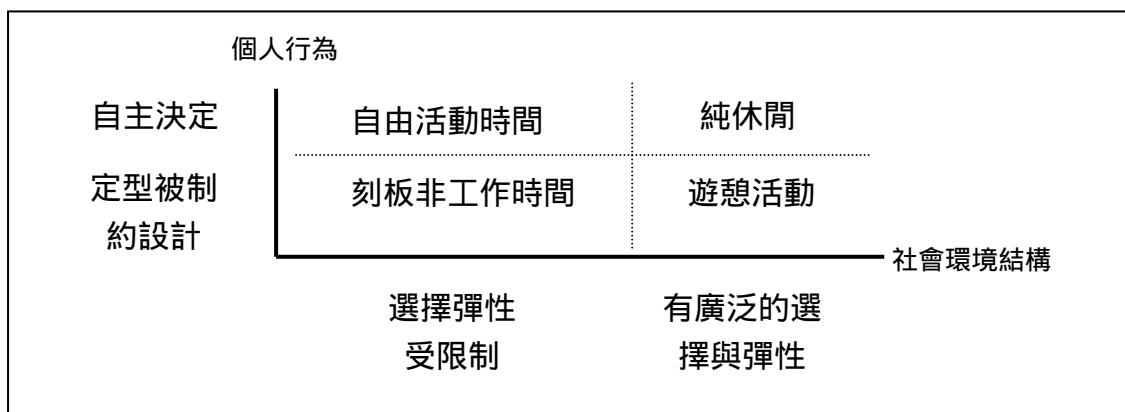 個人行為
自主決定
自由活動時間
純休閒
定型被制
約設計
刻板非工作時間
遊憩活動
社會環境結構
選擇彈性
受限制
有廣泛的選
擇與彈性